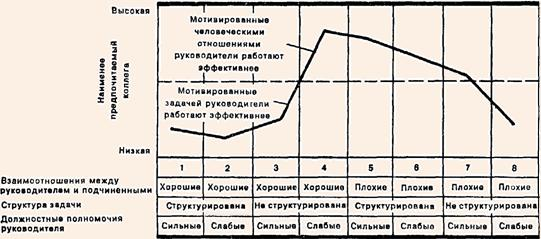 Высокая
Мотивированные
человеческими
отношениями
руководители работают
эффективнее
Наименее
предпочитаемый
коллега
Мотивированные
задачей руководители
работают эффективнее
Низкая
1 2 3 4 5 6 7 8
Взаимоотношения между
руководителем и подчиненными
Хорошие Хорошие Хорошие Хорошие Плохие Плохие Плохие Плохие
Структура задачи
Структурирована Не структурирована Структурирована Не структурирована
Должностные полномочия
руководителя
Сильные Слабые Сильные Слабые Сильные Слабые Сильные Слабые